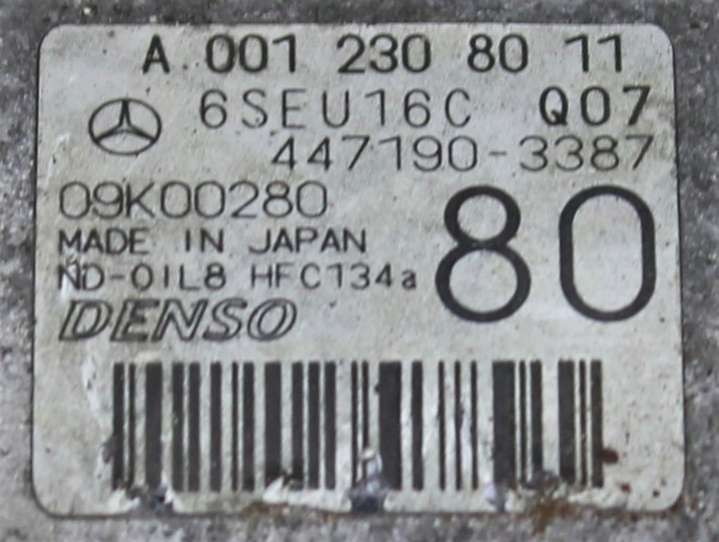 A 001 230 80 11
6SEU16C Q07
447190-3387
09K00280
80
MADE IN JAPAN
ND-OIL8 HFC134a
DENSO